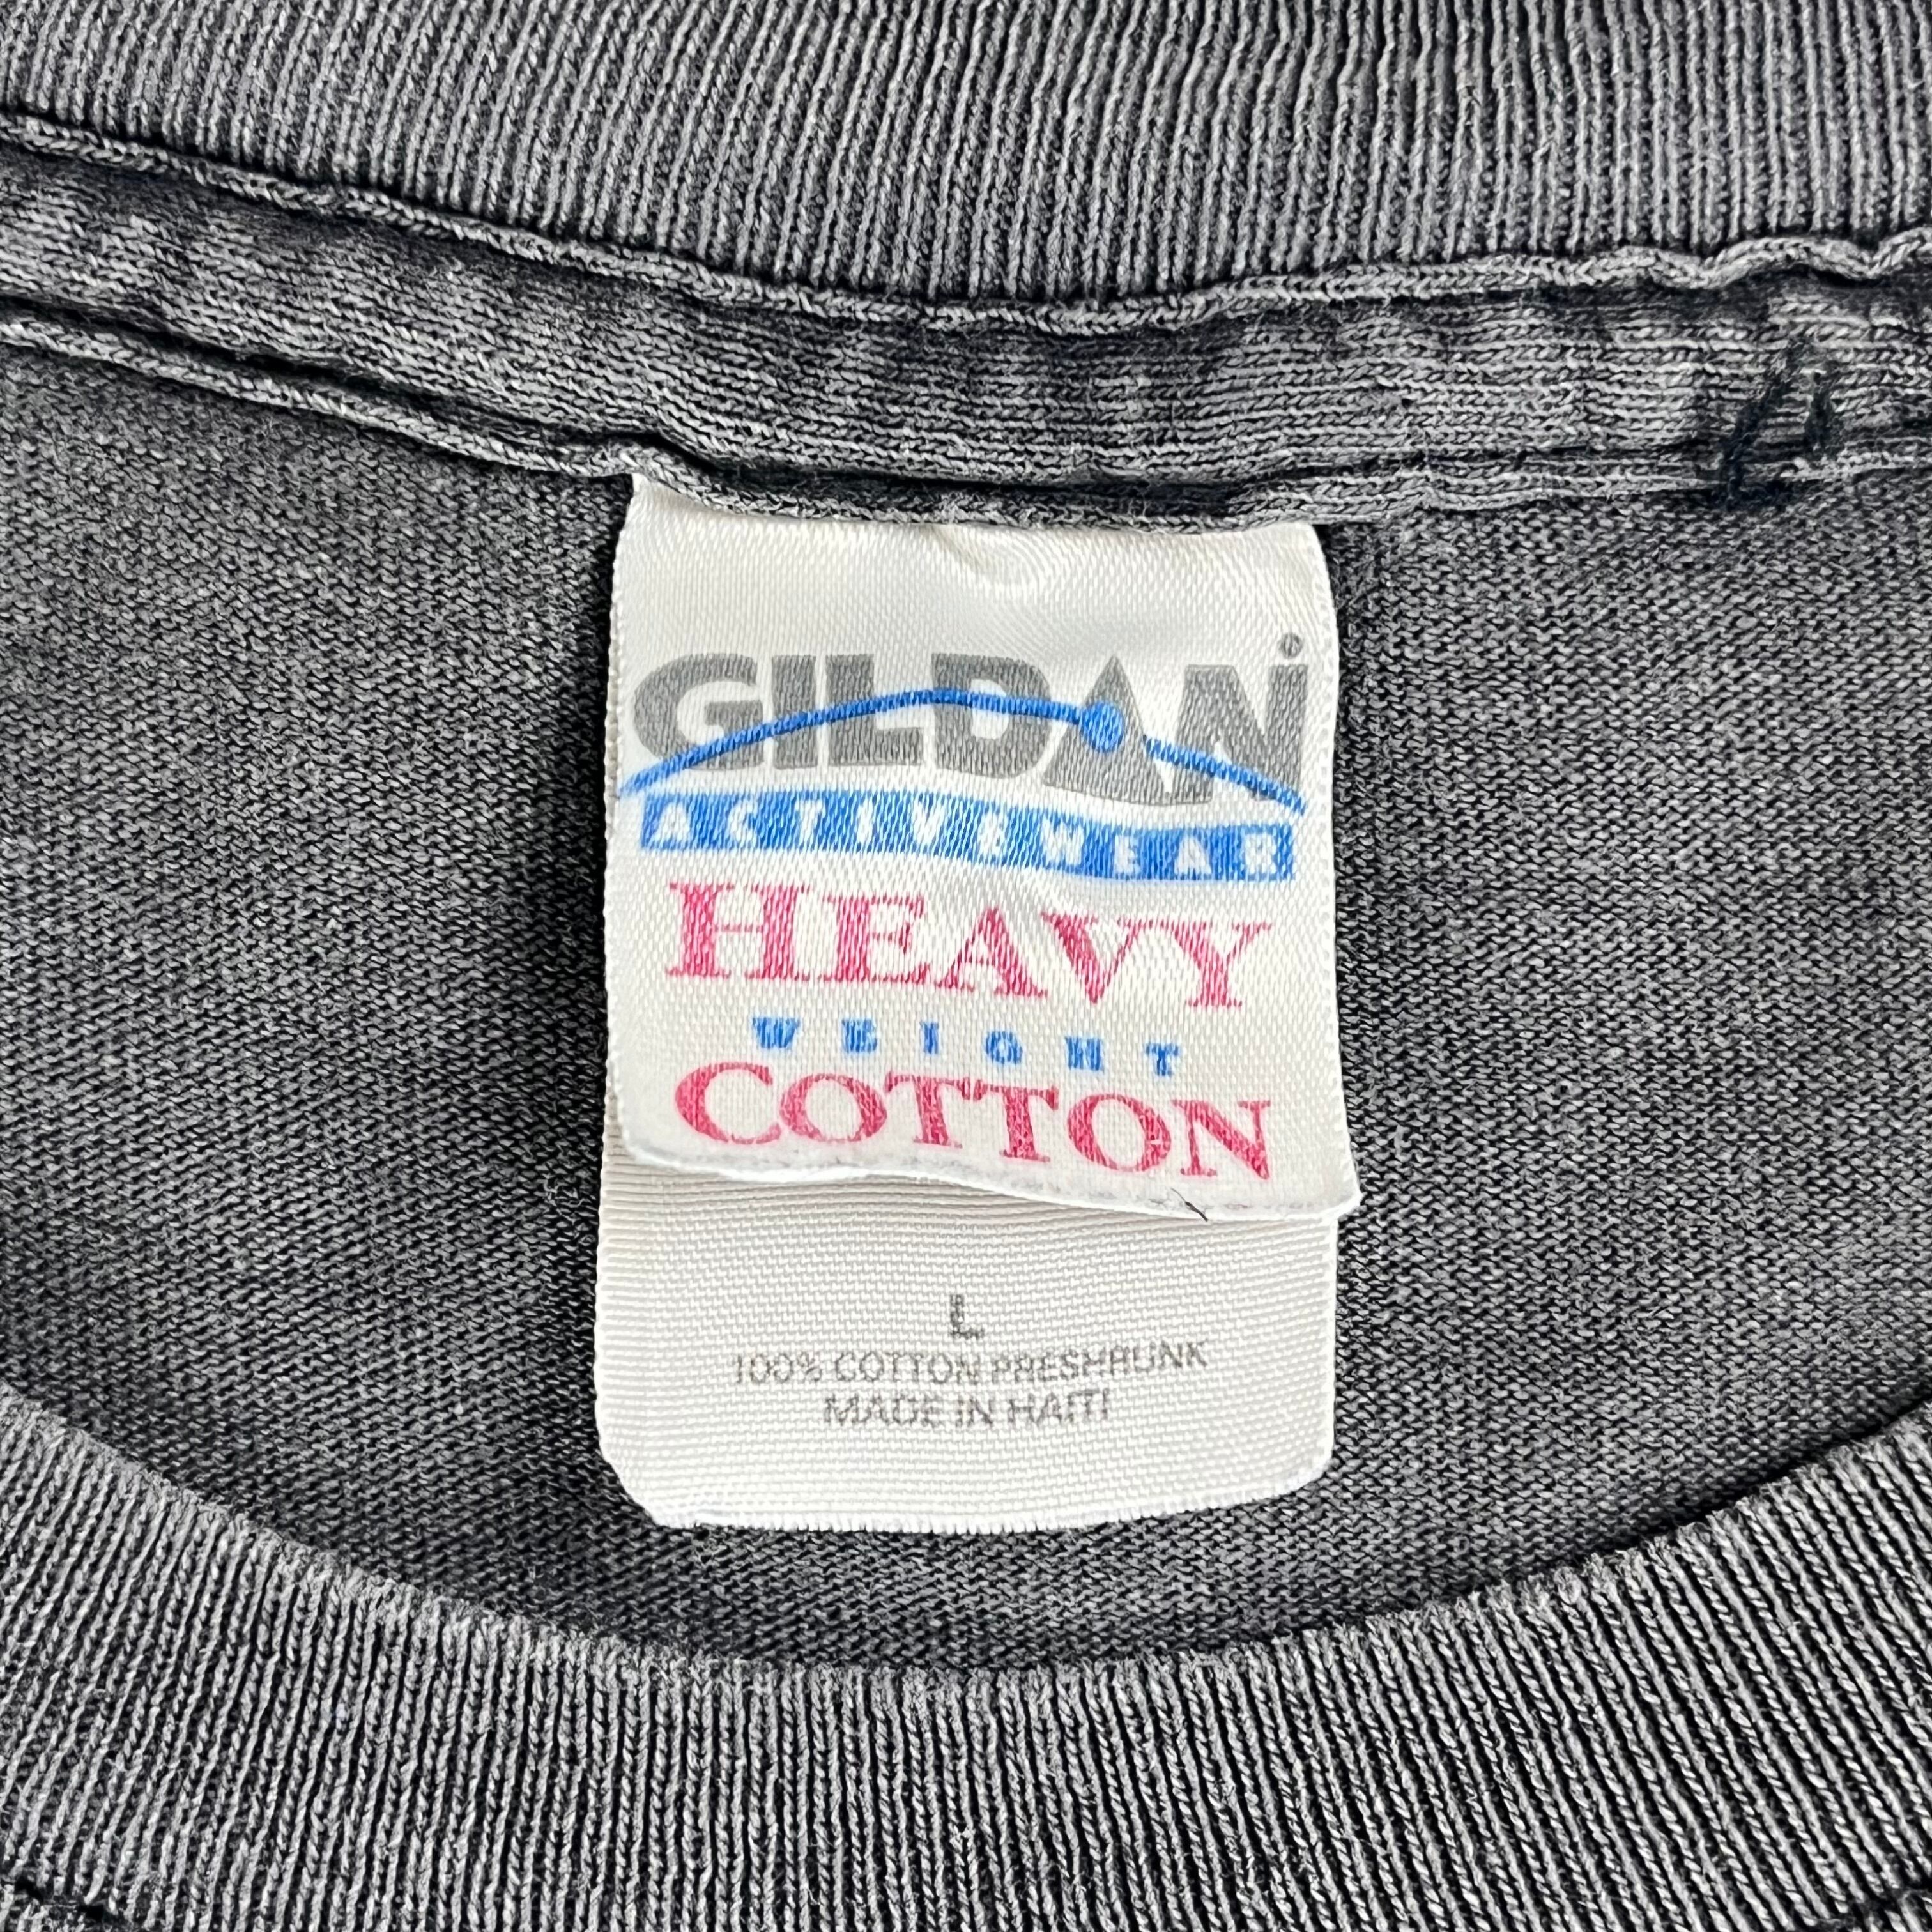 GILDAN®
ACTIVEWEAR
HEAVY
WEIGHT
COTTON
L
100% COTTON PRESHRUNK
MADE IN HAITI